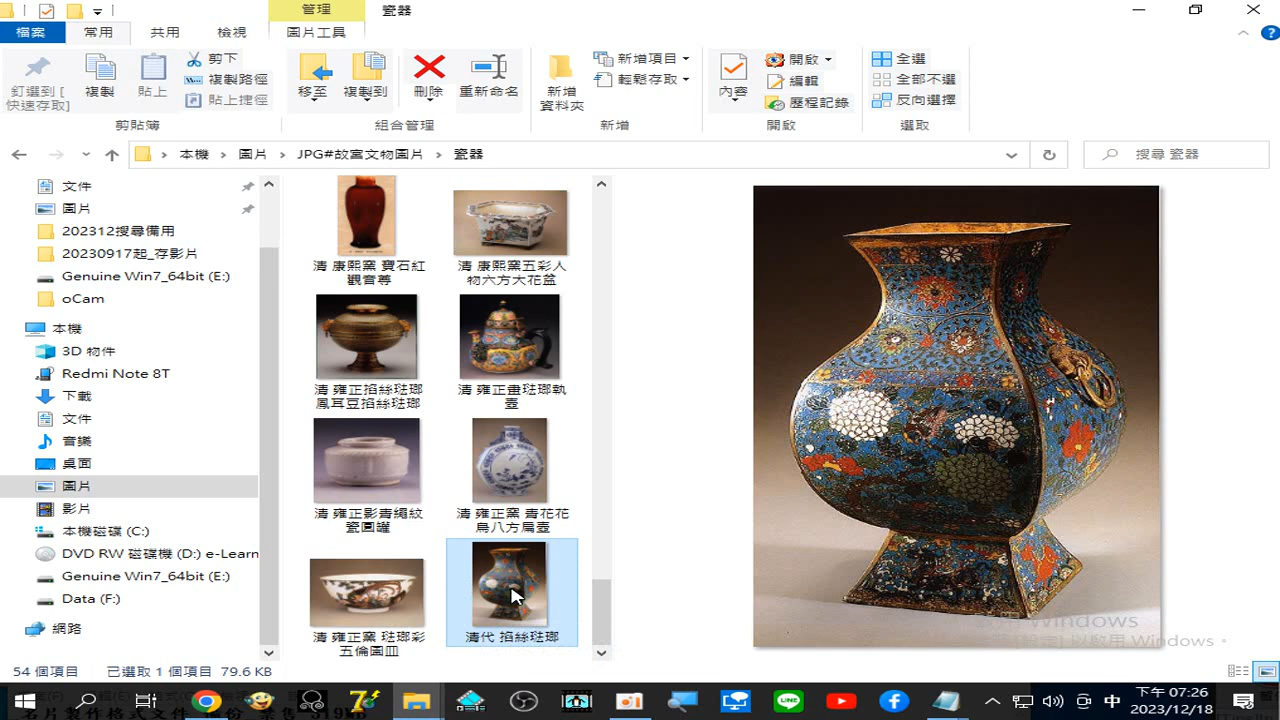 管理
瓷器
檔案
常用
共用
檢視
圖片工具
釘選到 [
快速存取]
複製
貼上
剪下
複製路徑
貼上捷徑
移至
複製到
刪除
重新命名
新增
資料夾
新增項目
輕鬆存取
內容
開啟
編輯
歷程記錄
全選
全部不選
反向選擇
剪貼簿
組合管理
新增
開啟
選取
本機 › 圖片 › JPG#故宮文物圖片 › 瓷器
搜尋 瓷器
文件
圖片
202312搜尋備用
20230917起_存影片
Genuine Win7_64bit (E:)
oCam
本機
3D 物件
Redmi Note 8T
下載
文件
音樂
桌面
圖片
影片
本機磁碟 (C:)
DVD RW 磁碟機 (D:) e-Learn
Genuine Win7_64bit (E:)
Data (F:)
網路
清 康熙窯 寶石紅
觀音尊
清 康熙窯五彩人
物六方大花盆
清 雍正掐絲琺瑯
鳳耳豆掐絲琺瑯
清 雍正畫琺瑯執
壺
清 雍正影青繩紋
瓷圓罐
清 雍正窯 青花花
鳥八方扁壺
清 雍正窯 琺瑯彩
五倫圖皿
清代 掐絲琺瑯
Windows
以啟用 Windows。
54 個項目
已選取 1 個項目 79.6 KB
中
下午 07:26
2023/12/18